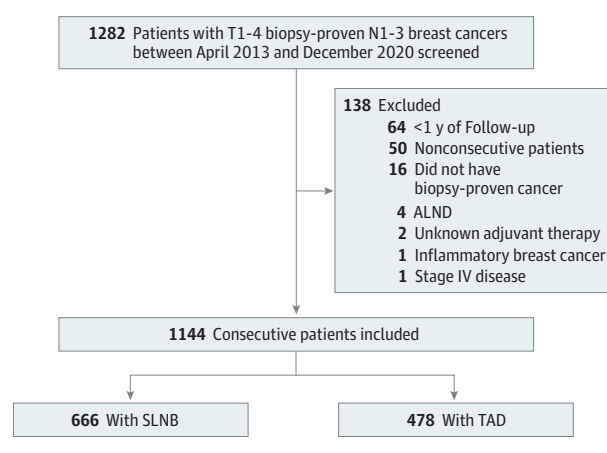 1282 Patients with T1-4 biopsy-proven N1-3 breast cancers
between April 2013 and December 2020 screened
138 Excluded
64 <1 y of Follow-up
50 Nonconsecutive patients
16 Did not have
biopsy-proven cancer
4 ALND
2 Unknown adjuvant therapy
1 Inflammatory breast cancer
1 Stage IV disease
1144 Consecutive patients included
666 With SLNB
478 With TAD